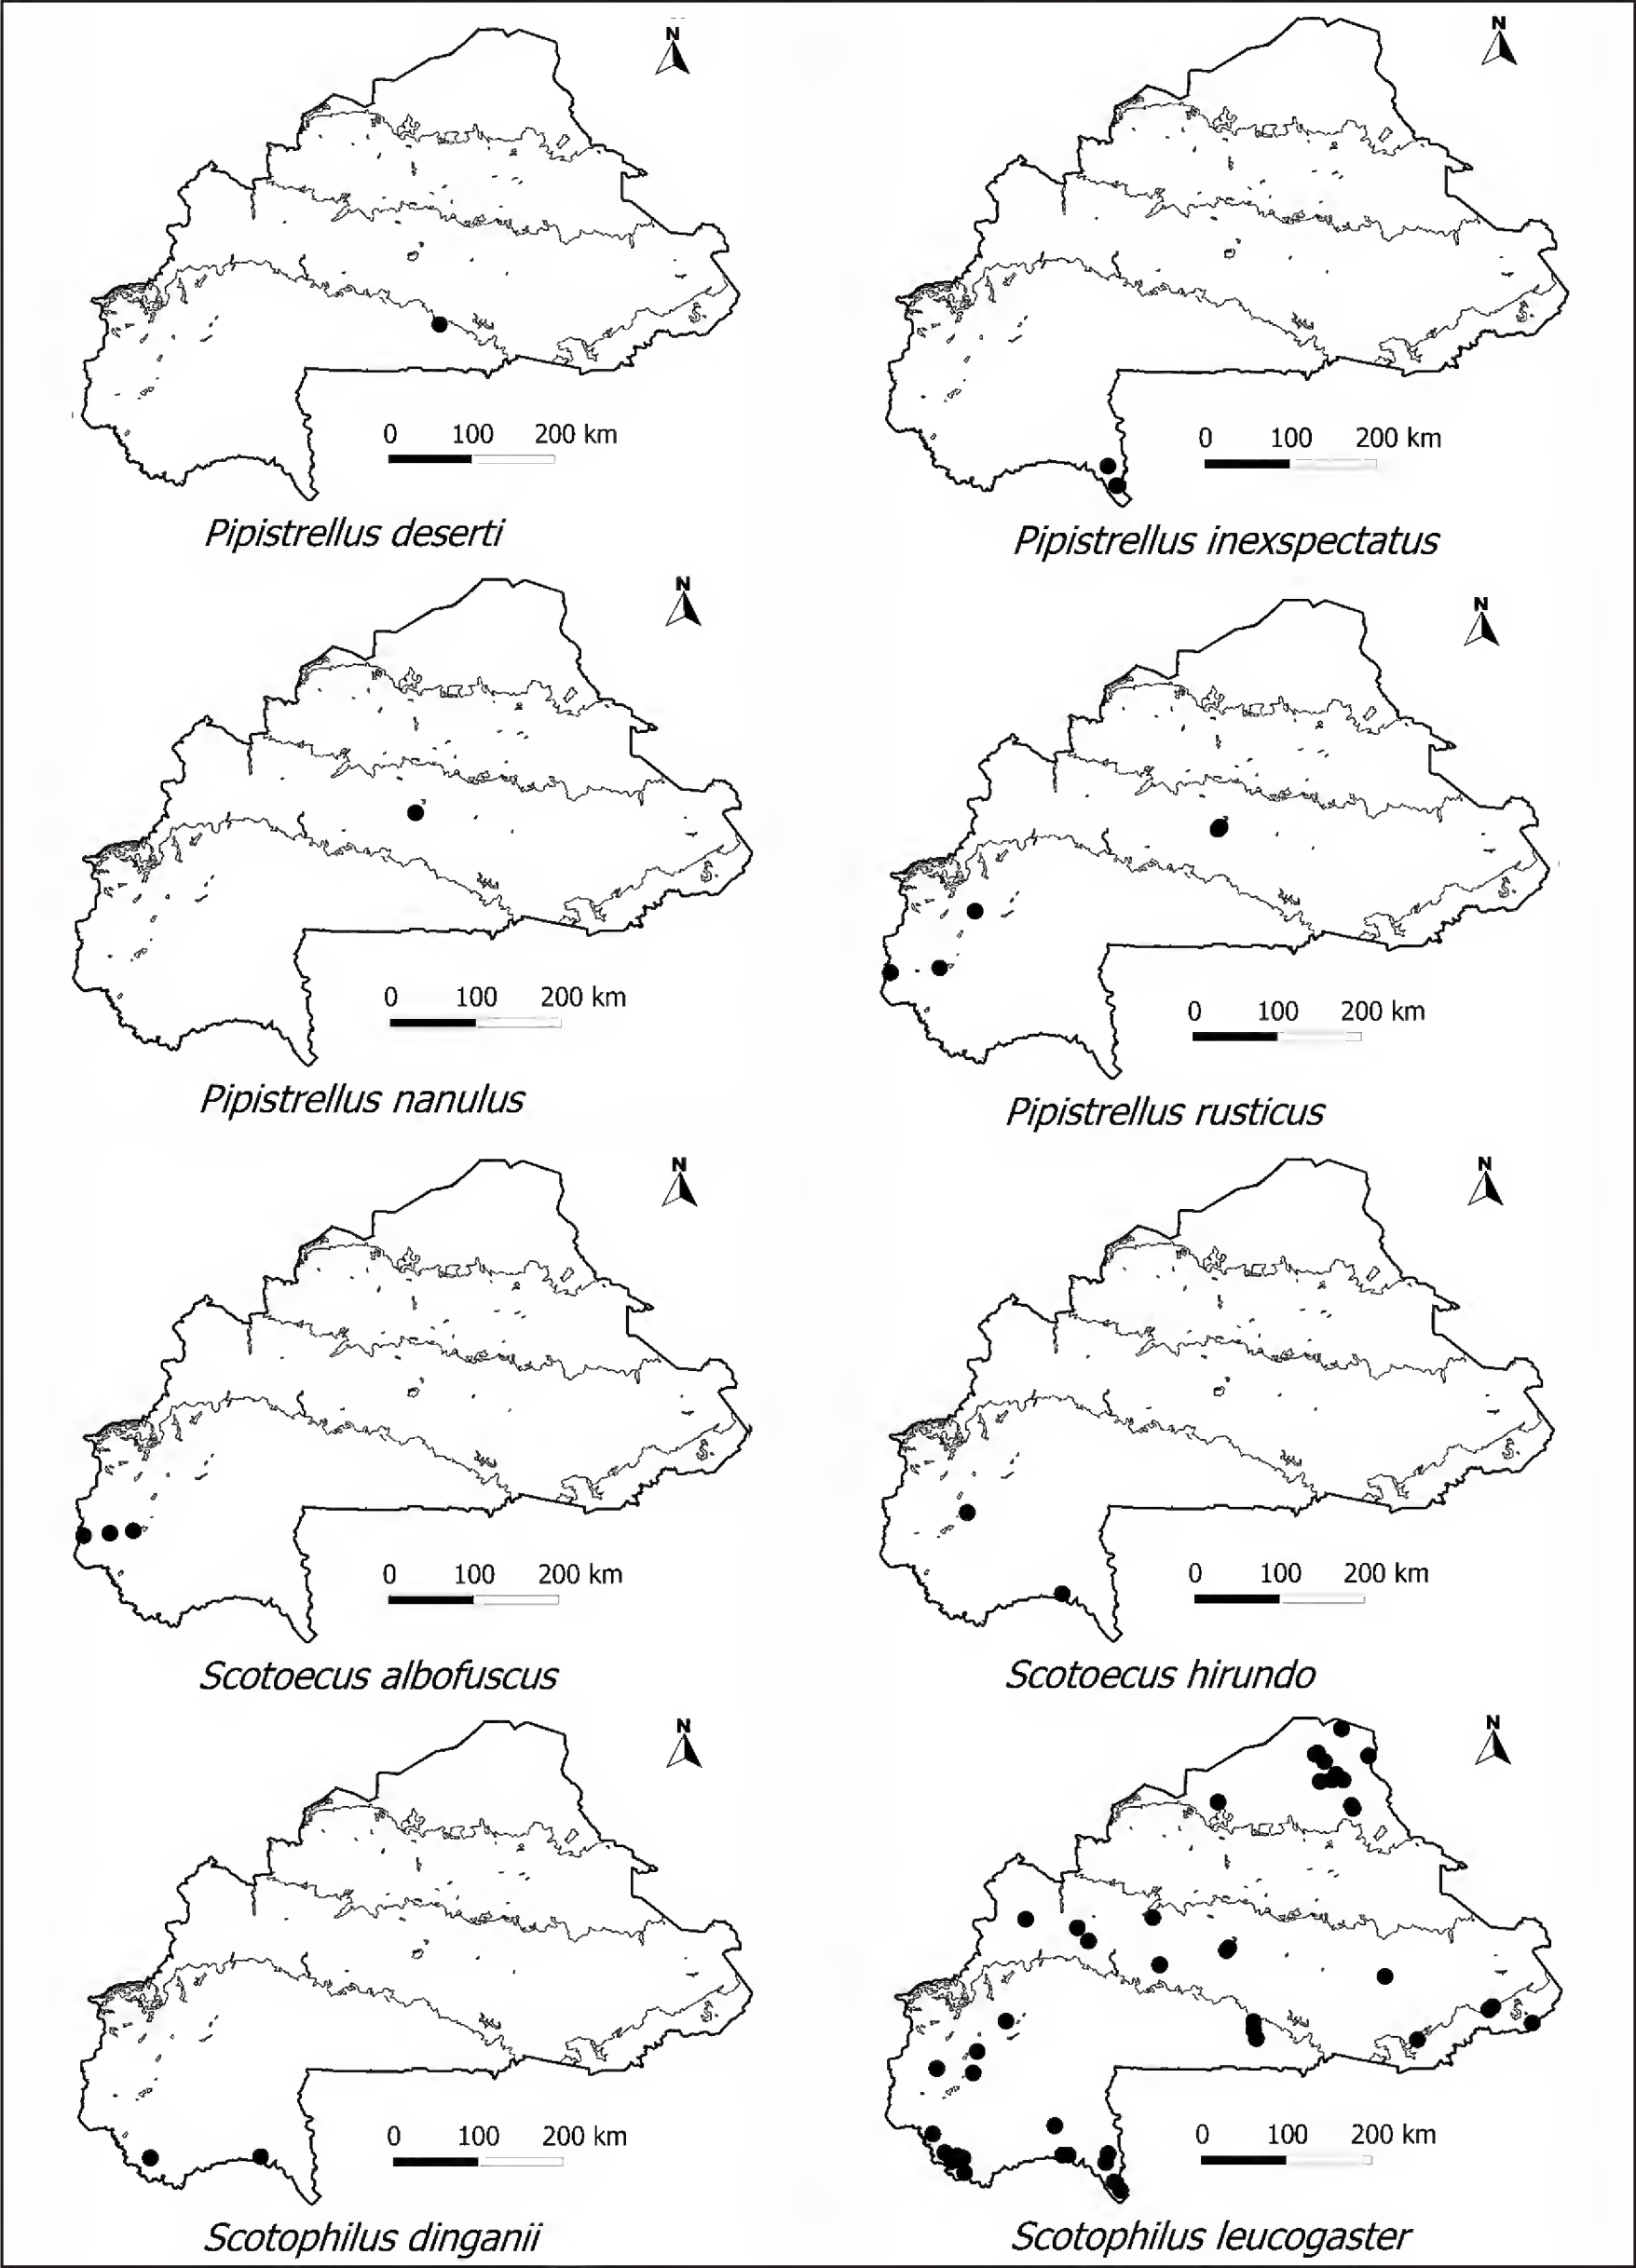 N
N
0 100 200 km
0 100 200 km
Pipistrellus deserti
Pipistrellus inexspectatus
N
N
0 100 200 km
0 100 200 km
Pipistrellus nanulus
Pipistrellus rusticus
N
N
0 100 200 km
0 100 200 km
Scotoecus albofuscus
Scotoecus hirundo
N
N
0 100 200 km
0 100 200 km
Scotophilus dinganii
Scotophilus leucogaster